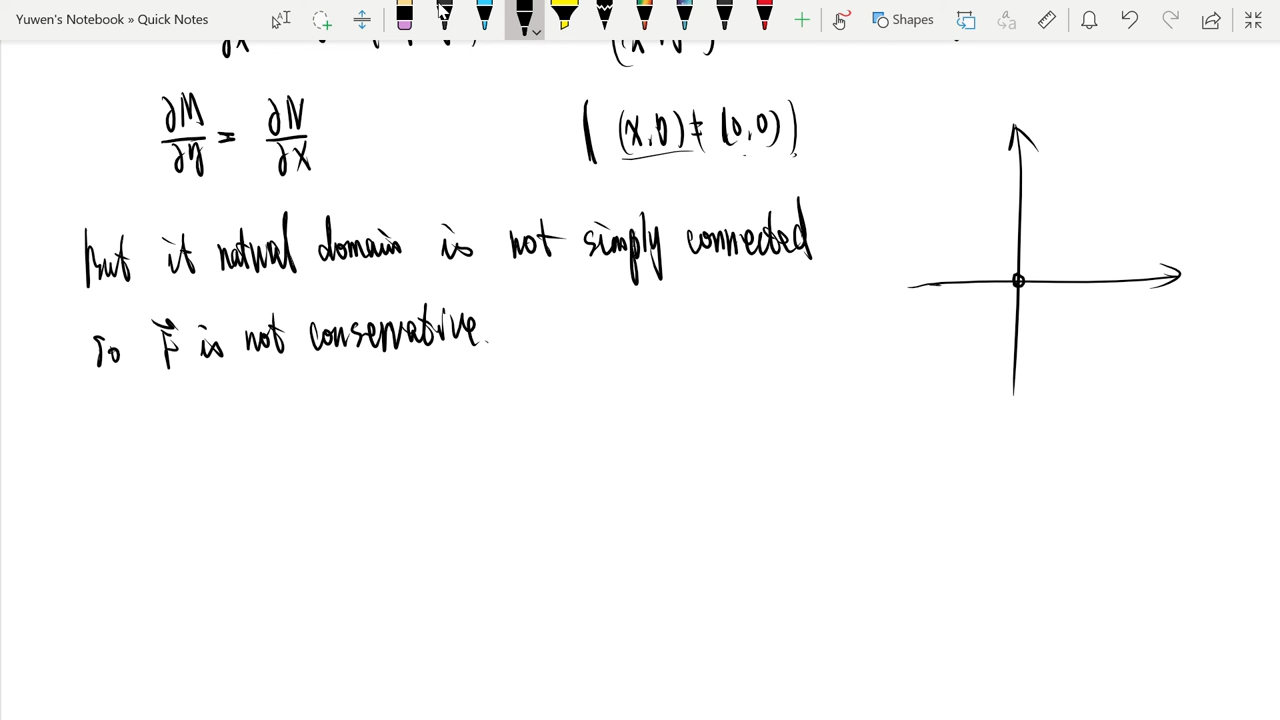 Yuwen's Notebook » Quick Notes
Shapes
∂M/∂y = ∂N/∂x
( (x,y) ≠ (0,0) )
But it natural domain is not simply connected
So F⃗ is not conservative.